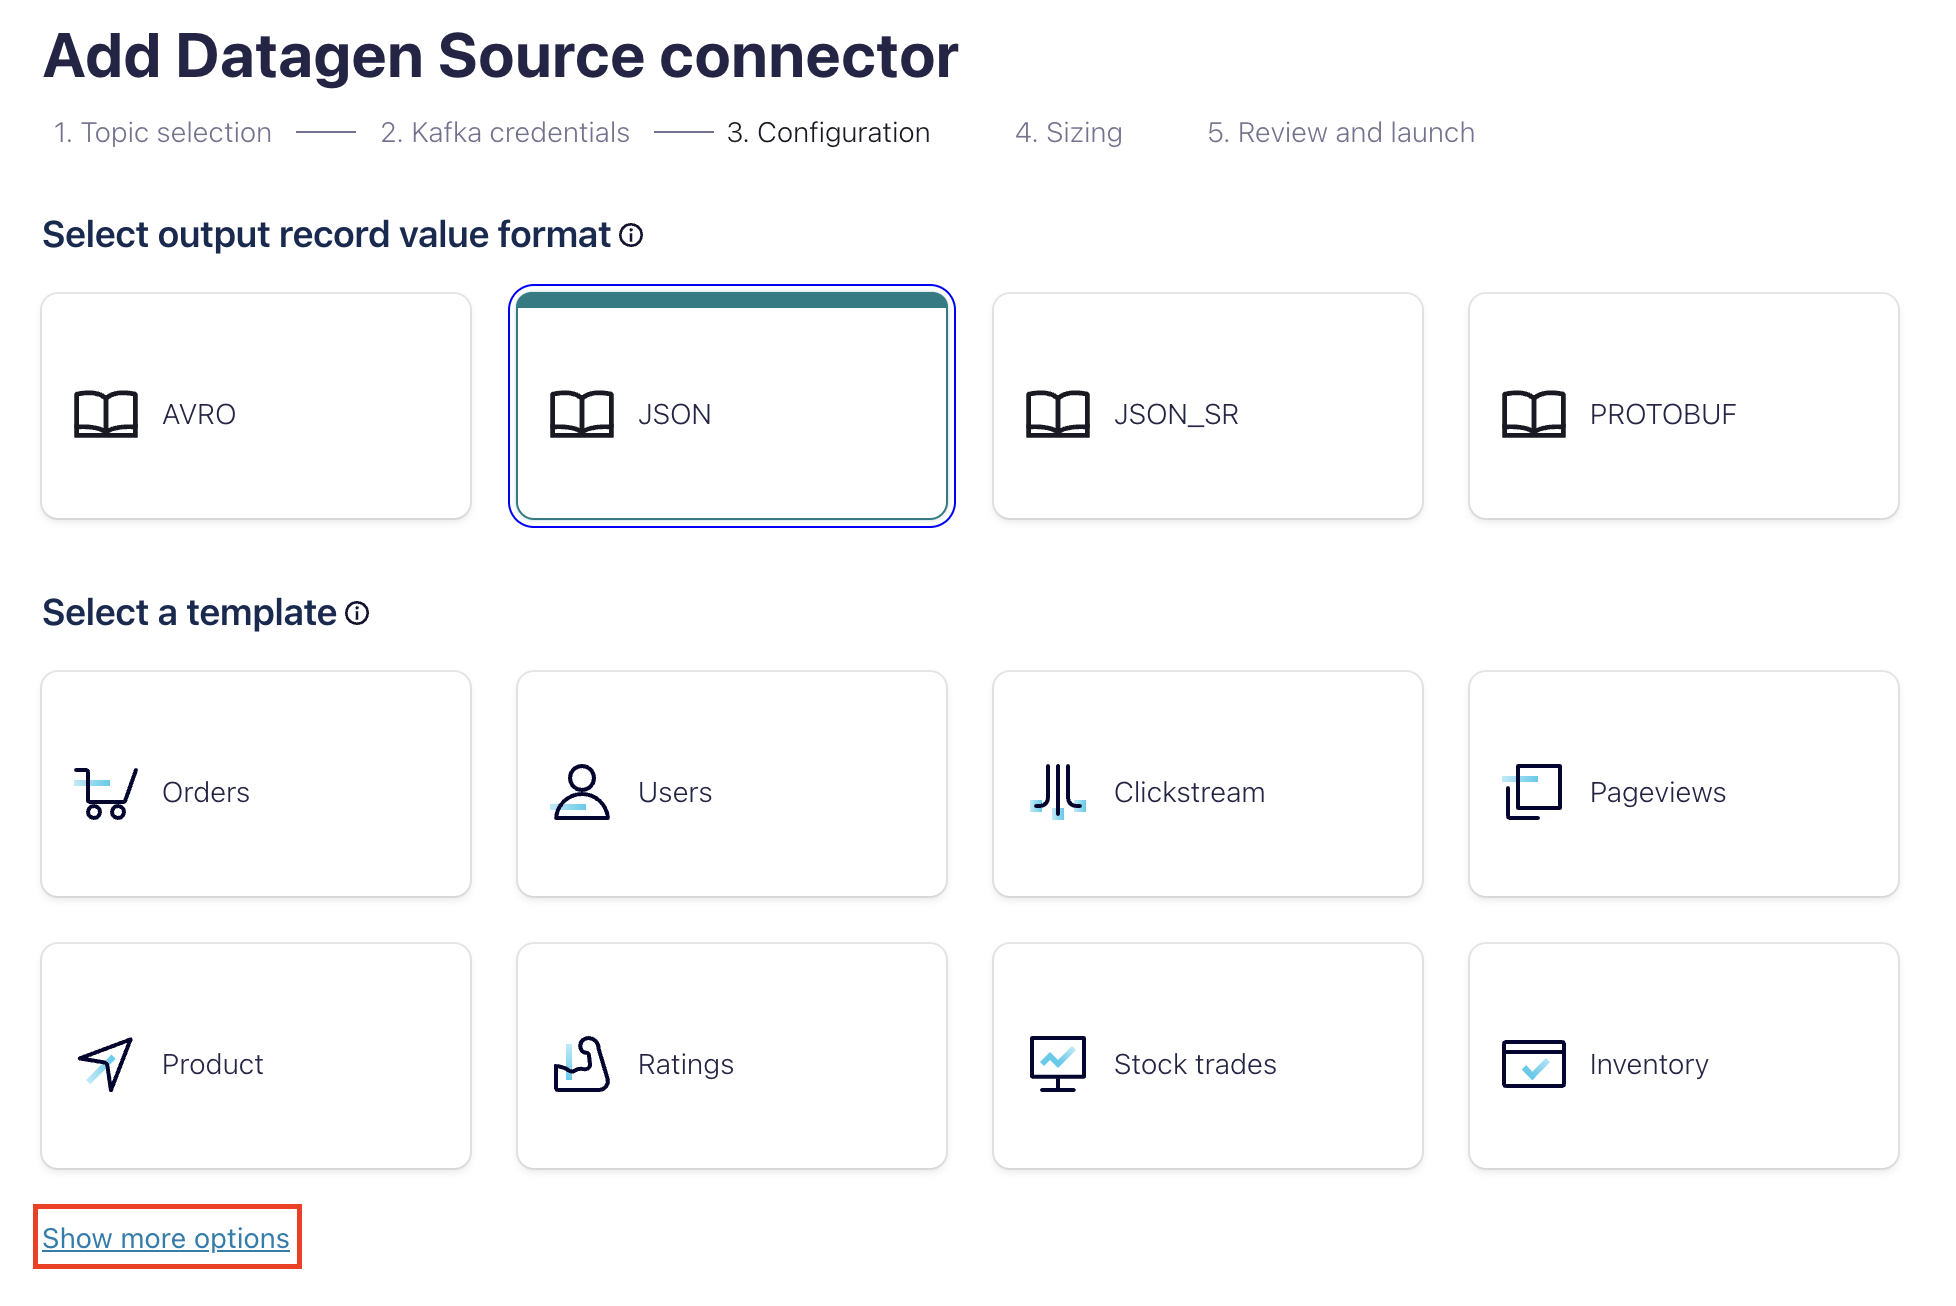 Add Datagen Source connector
1. Topic selection 2. Kafka credentials 3. Configuration 4. Sizing 5. Review and launch
Select output record value format
AVRO JSON JSON_SR PROTOBUF
Select a template
Orders Users Clickstream Pageviews
Product Ratings Stock trades Inventory
Show more options